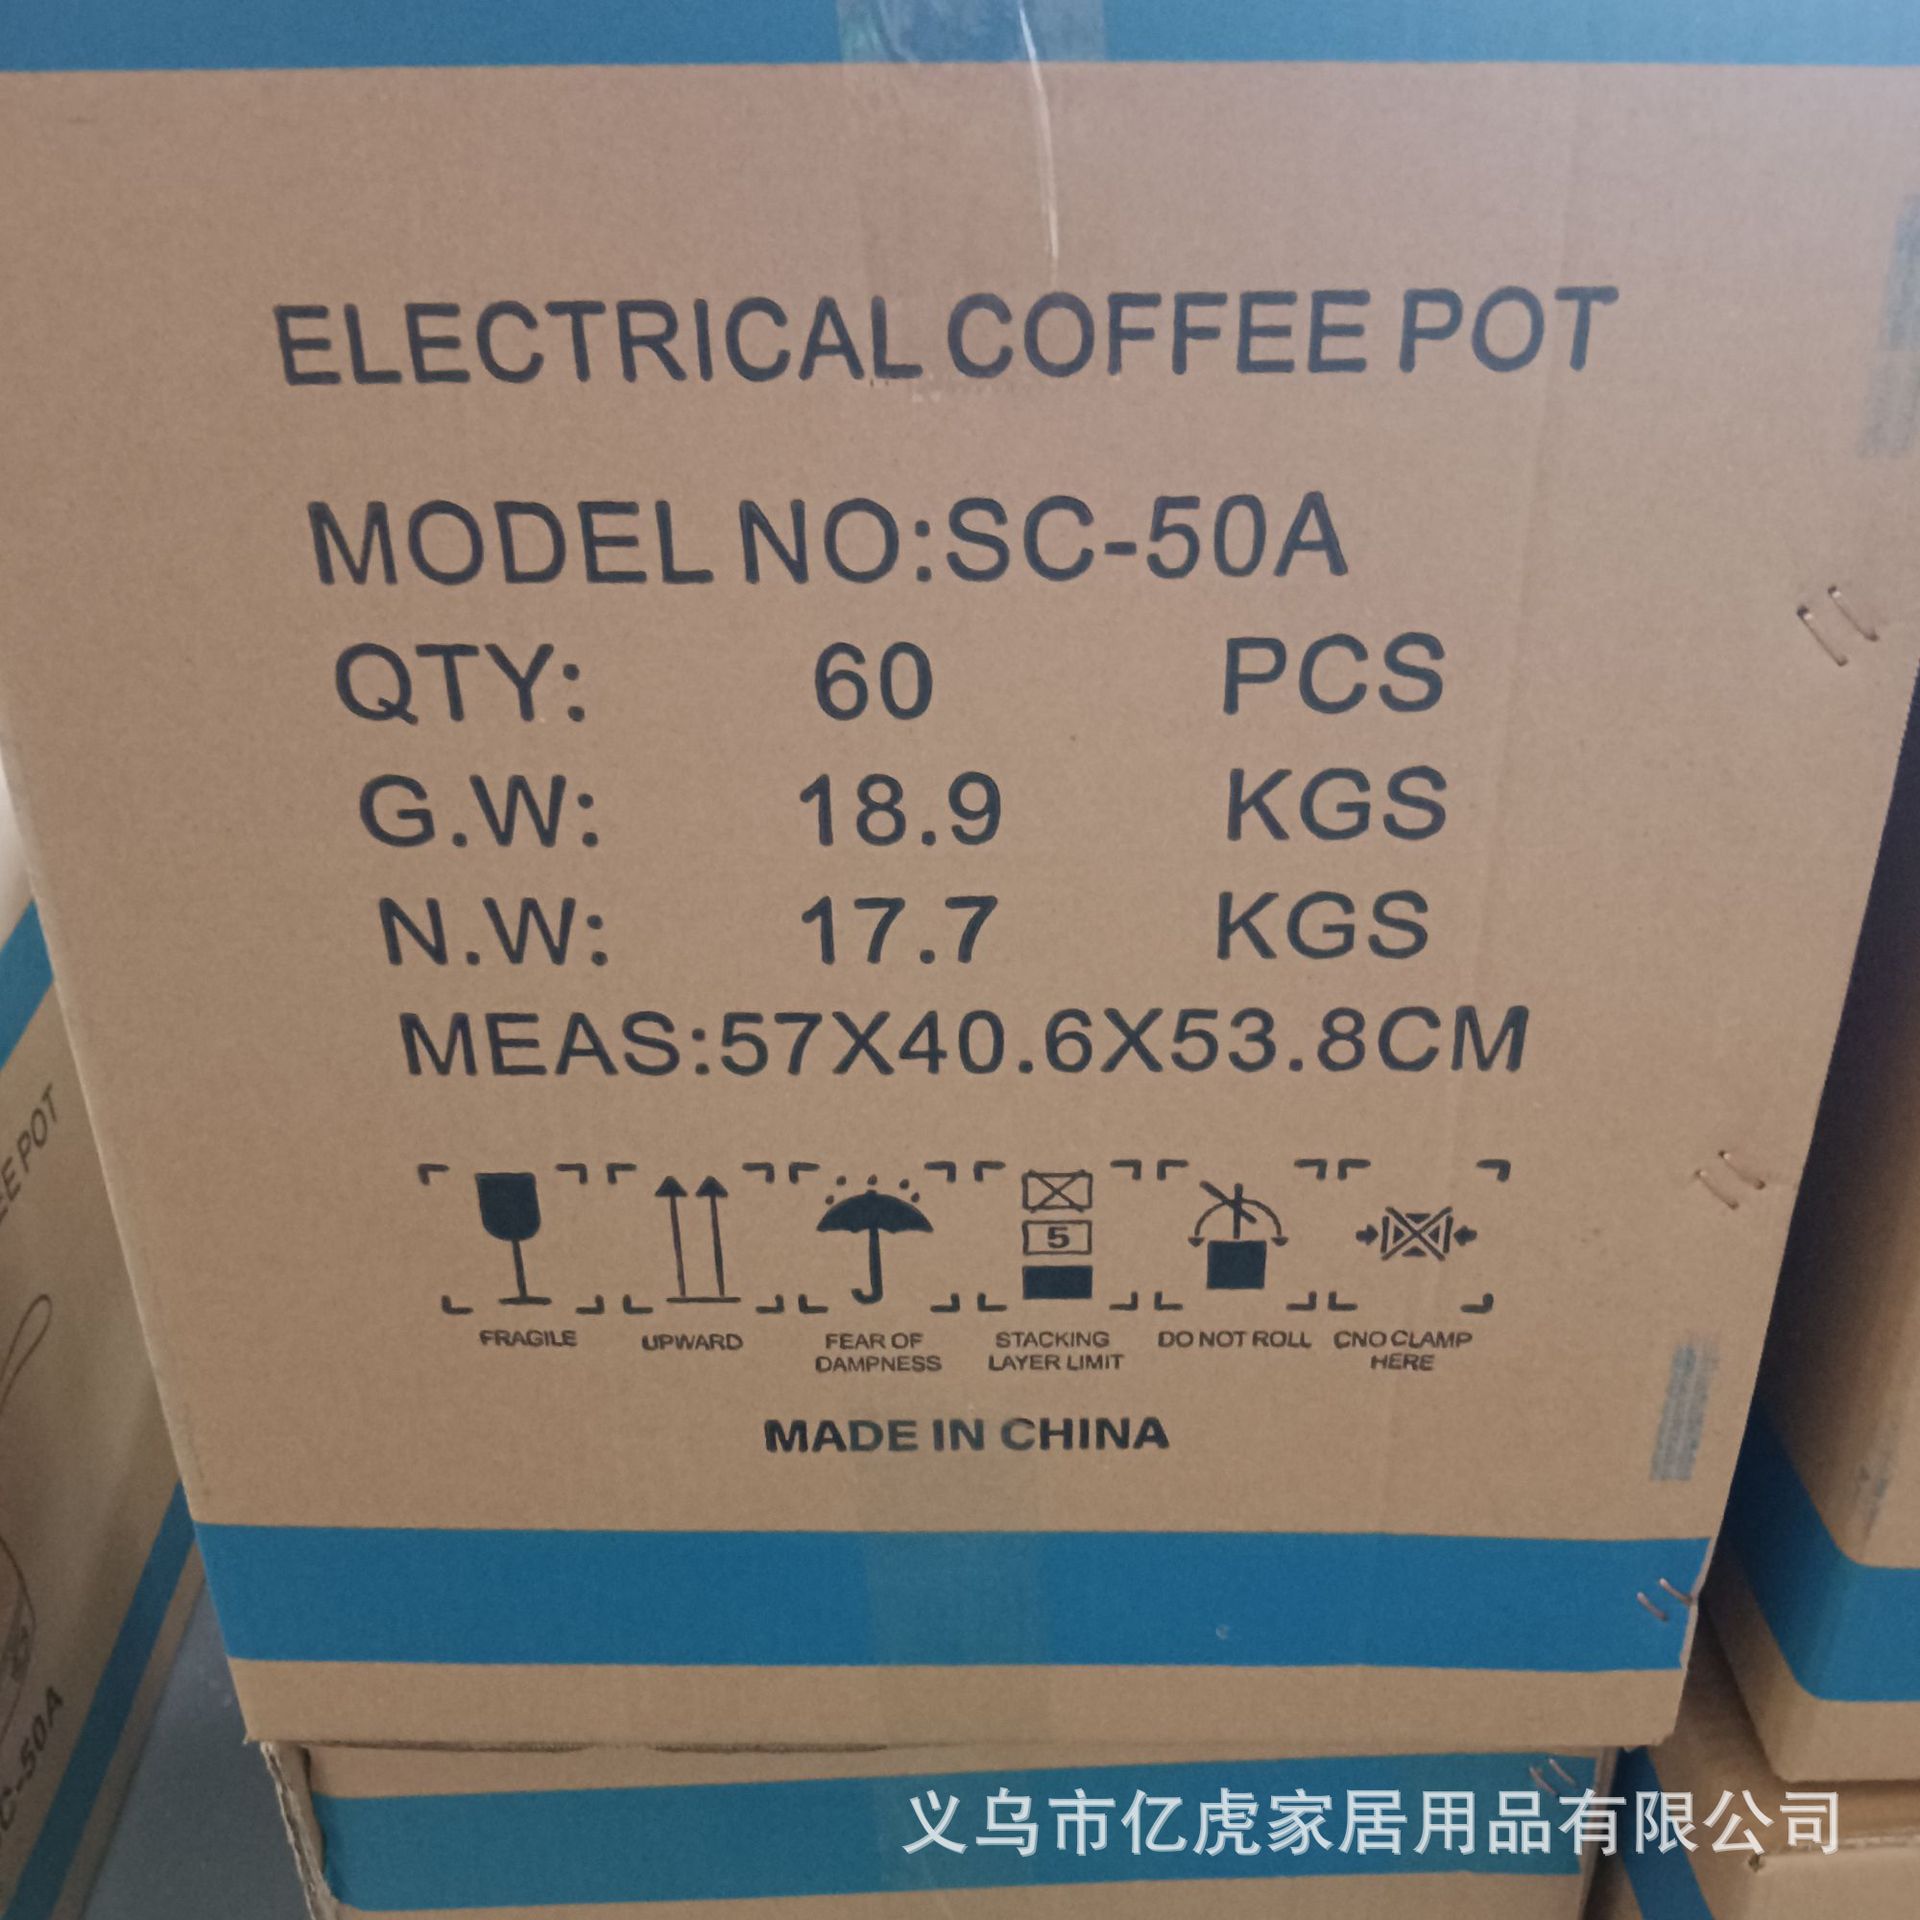 ELECTRICAL COFFEE POT
MODEL NO:SC-50A
QTY: 60 PCS
G.W: 18.9 KGS
N.W: 17.7 KGS
MEAS:57X40.6X53.8CM
5
FRAGILE
UPWARD
FEAR OF
DAMPNESS
STACKING
LAYER LIMIT
DO NOT ROLL
CNO CLAMP
HERE
MADE IN CHINA
POT
C-50A
义乌市亿虎家居用品有限公司